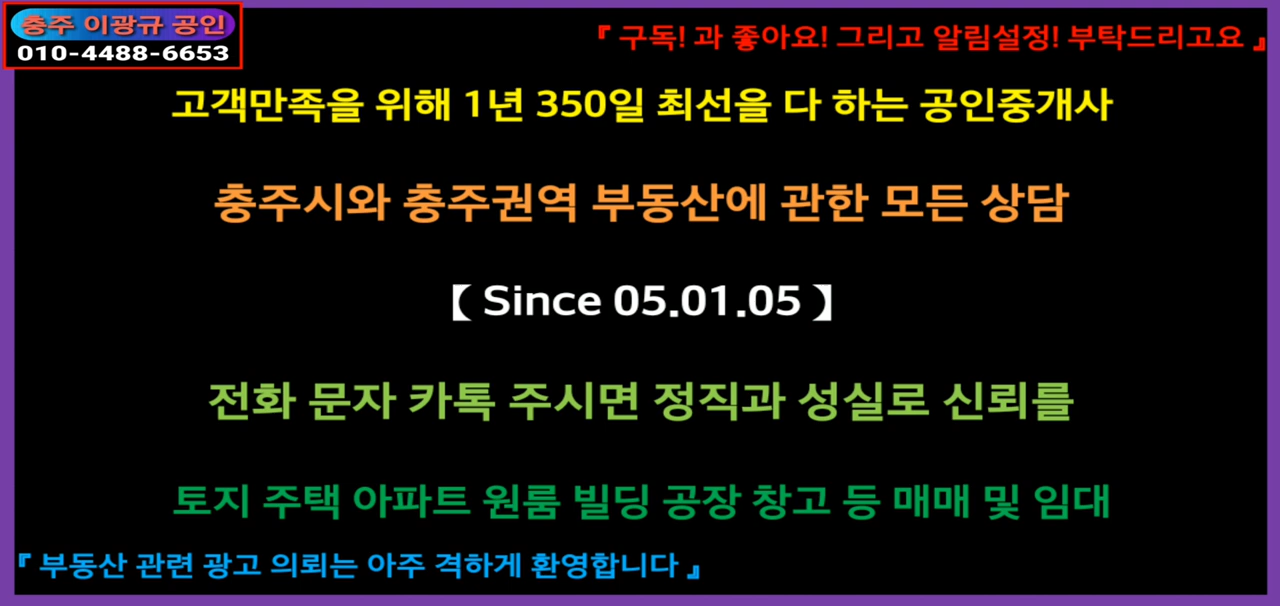 충주 이광규 공인
010-4488-6653
『 구독! 과 좋아요! 그리고 알림설정! 부탁드리고요 』
고객만족을 위해 1년 350일 최선을 다 하는 공인중개사
충주시와 충주권역 부동산에 관한 모든 상담
【 Since 05.01.05 】
전화 문자 카톡 주시면 정직과 성실로 신뢰를
토지 주택 아파트 원룸 빌딩 공장 창고 등 매매 및 임대
『 부동산 관련 광고 의뢰는 아주 격하게 환영합니다 』